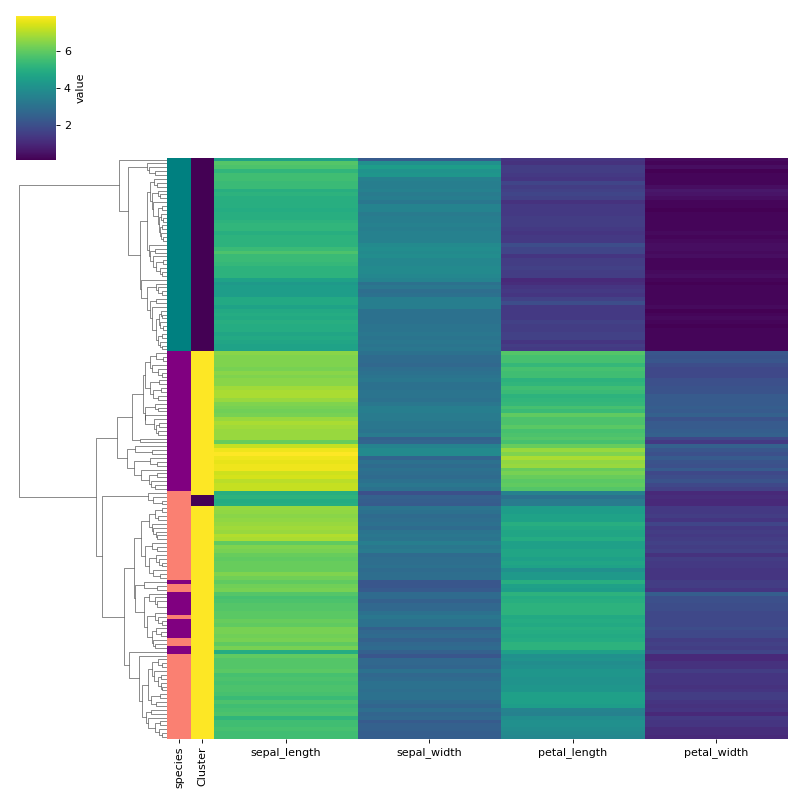 6
4
2
value
species
Cluster
sepal_length
sepal_width
petal_length
petal_width